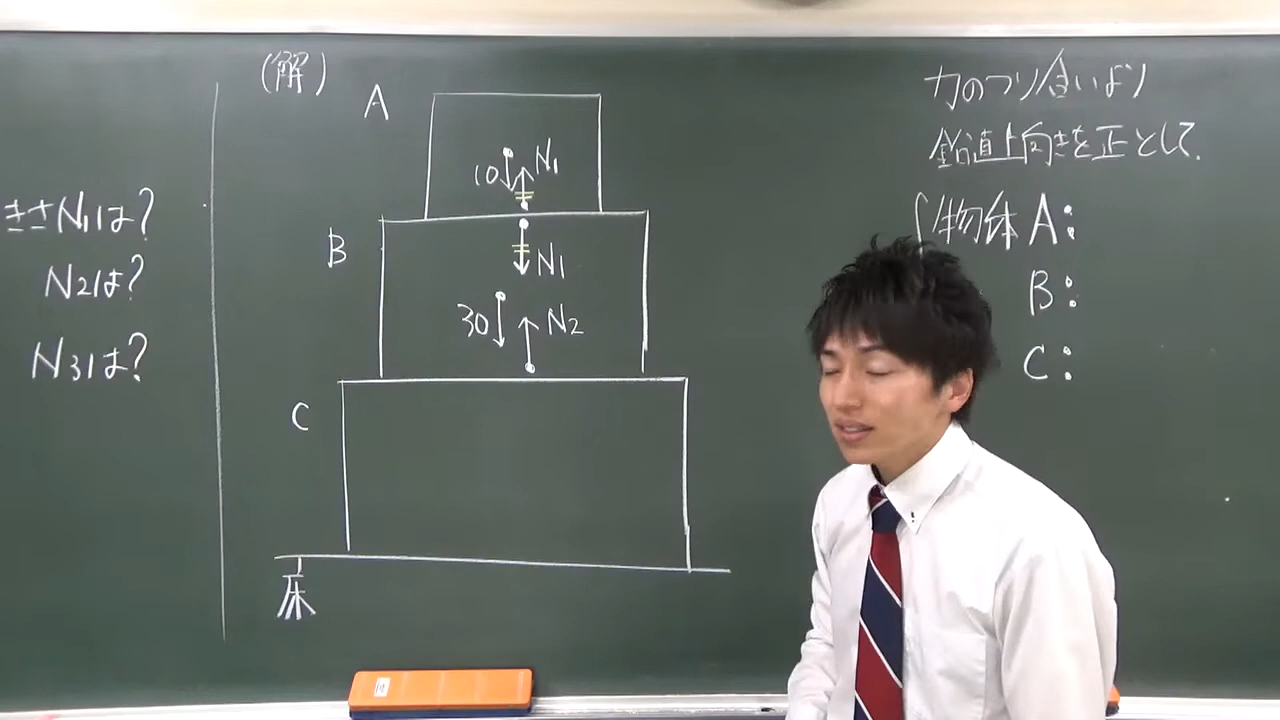 きさN₁は?
N₂は?
N₃は?
(解)
A
10
N₁
B
N₁
30
N₂
C
床
力のつり合いより
鉛直上向きを正として、
物体A:
B:
C: